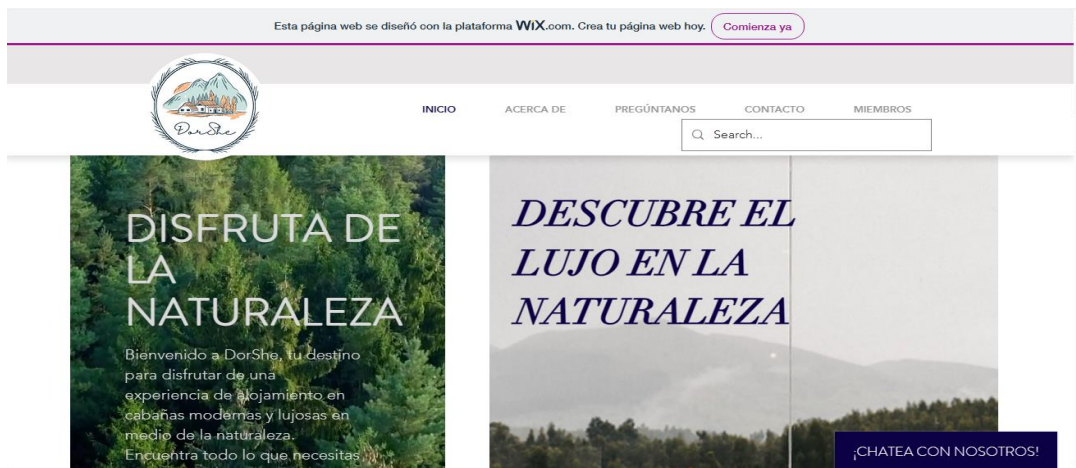 Esta página web se diseñó con la plataforma WiX.com. Crea tu página web hoy. Comienza ya
DorShe
INICIO ACERCA DE PREGÚNTANOS CONTACTO MIEMBROS
Search...
DISFRUTA DE
LA
NATURALEZA
Bienvenido a DorShe, tu destino
para disfrutar de una
experiencia de alojamiento en
cabañas modernas y lujosas en
medio de la naturaleza.
Encuentra todo lo que necesitas
DESCUBRE EL
LUJO EN LA
NATURALEZA
¡CHATEA CON NOSOTROS!